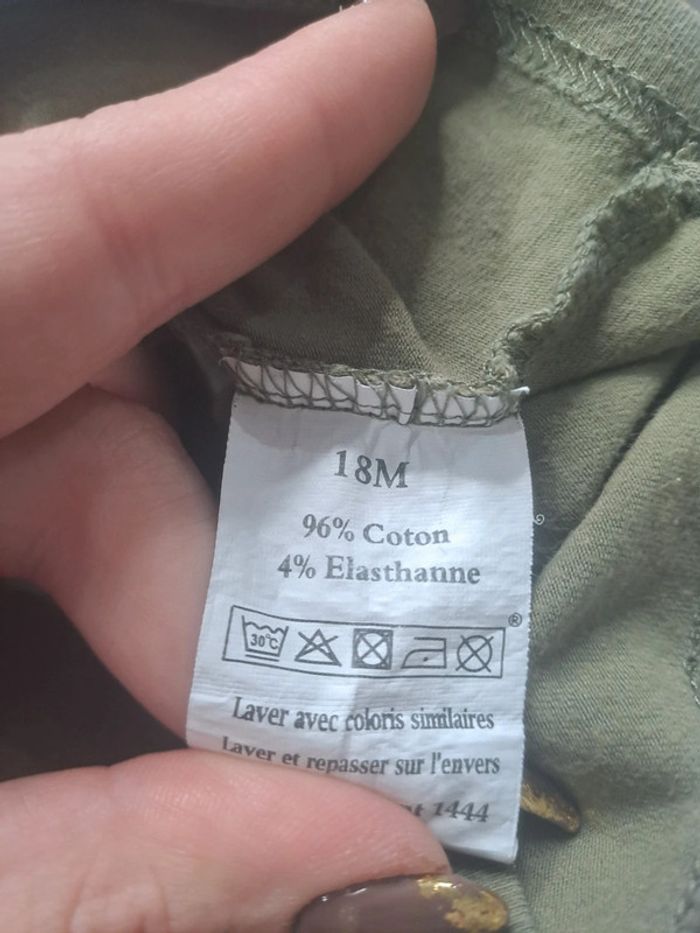 18M
96% Coton
4% Elasthanne
30°C
®
Laver avec coloris similaires
Laver et repasser sur l'envers
1444